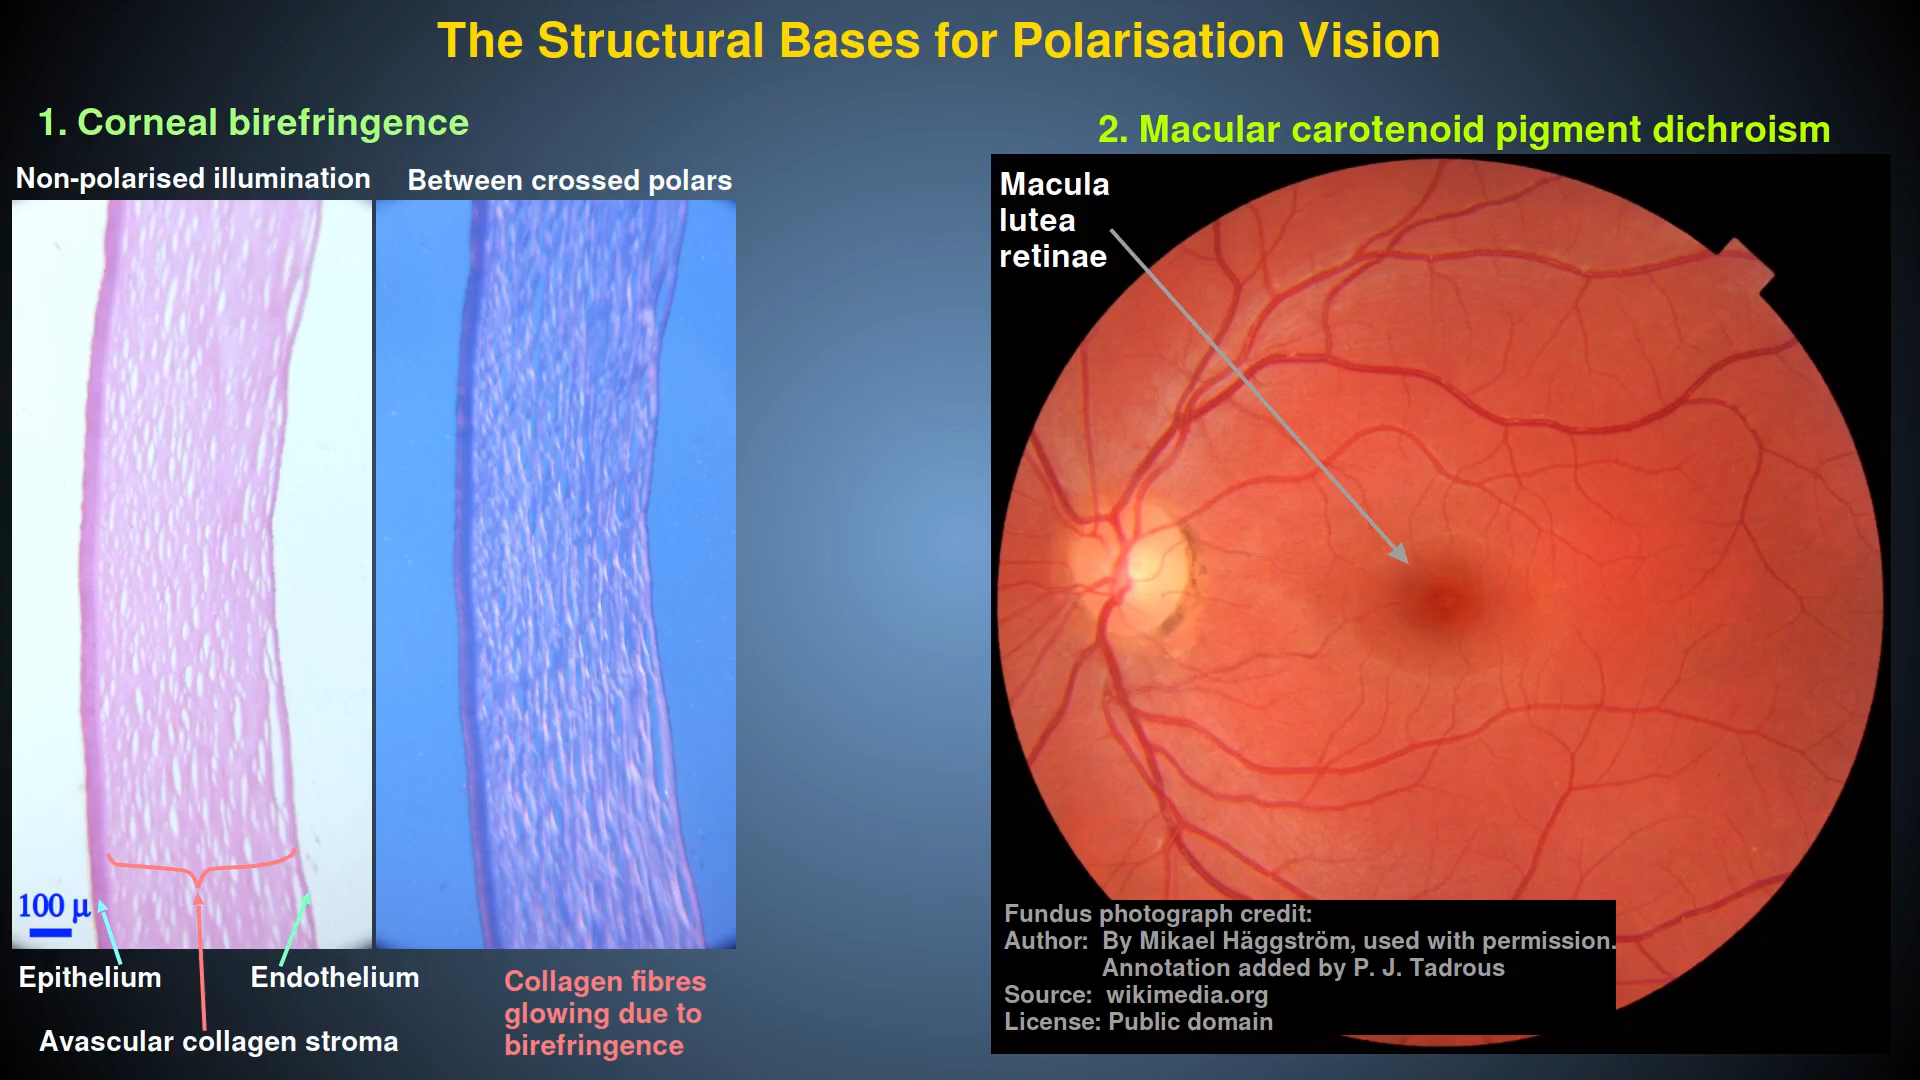 The Structural Bases for Polarisation Vision
1. Corneal birefringence
Non-polarised illumination
Between crossed polars
100 µ
Epithelium
Endothelium
Avascular collagen stroma
Collagen fibres
glowing due to
birefringence
2. Macular carotenoid pigment dichroism
Macula
lutea
retinae
Fundus photograph credit:
Author: By Mikael Häggström, used with permission.
Annotation added by P. J. Tadrous
Source: wikimedia.org
License: Public domain